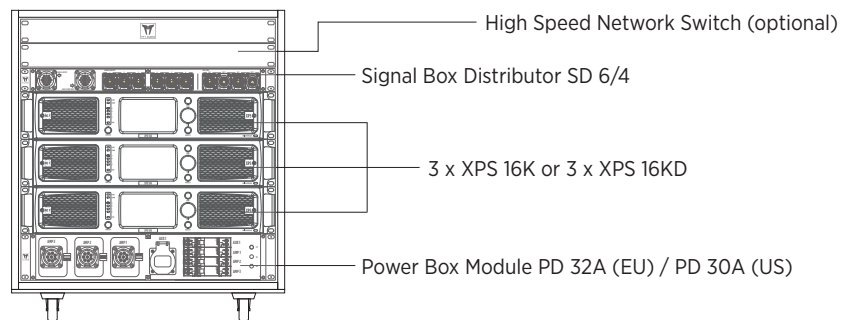 High Speed Network Switch (optional)
Signal Box Distributor SD 6/4
3 x XPS 16K or 3 x XPS 16KD
Power Box Module PD 32A (EU) / PD 30A (US)